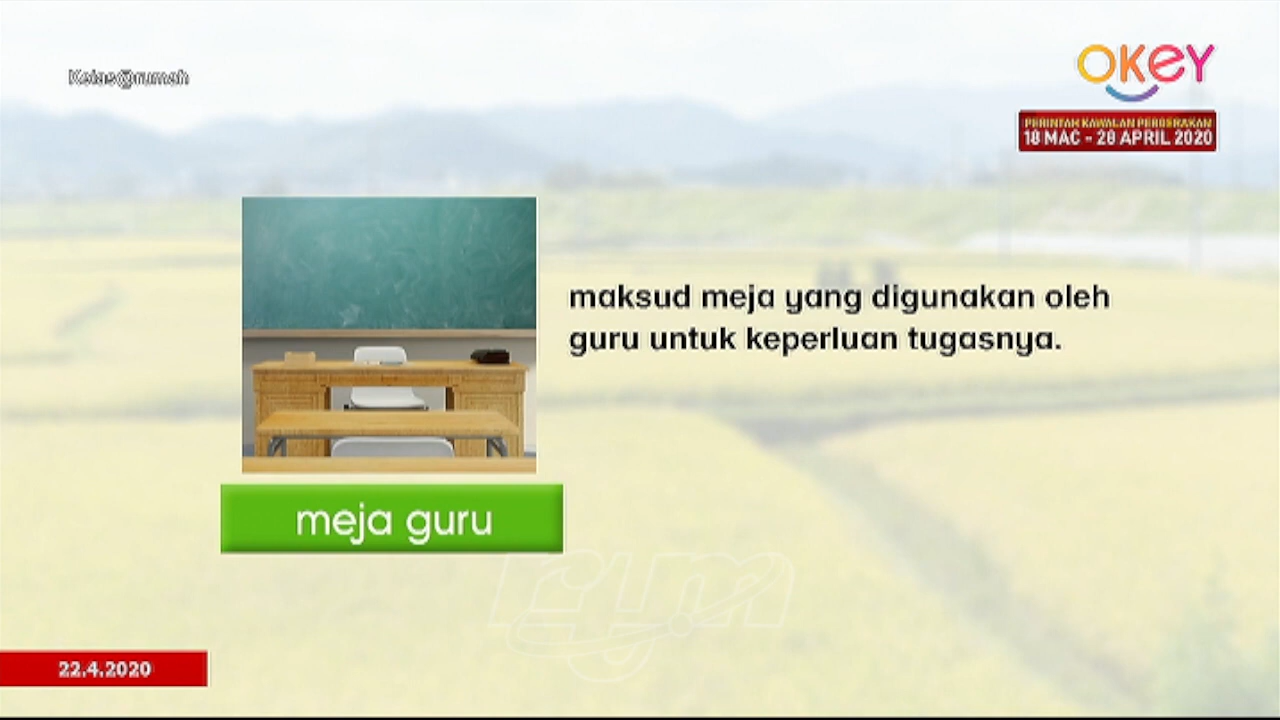 Kelas@rumah
OKEY
PERINTAH KAWALAN PERGERAKAN
18 MAC - 28 APRIL 2020
maksud meja yang digunakan oleh
guru untuk keperluan tugasnya.
meja guru
rtm
22.4.2020